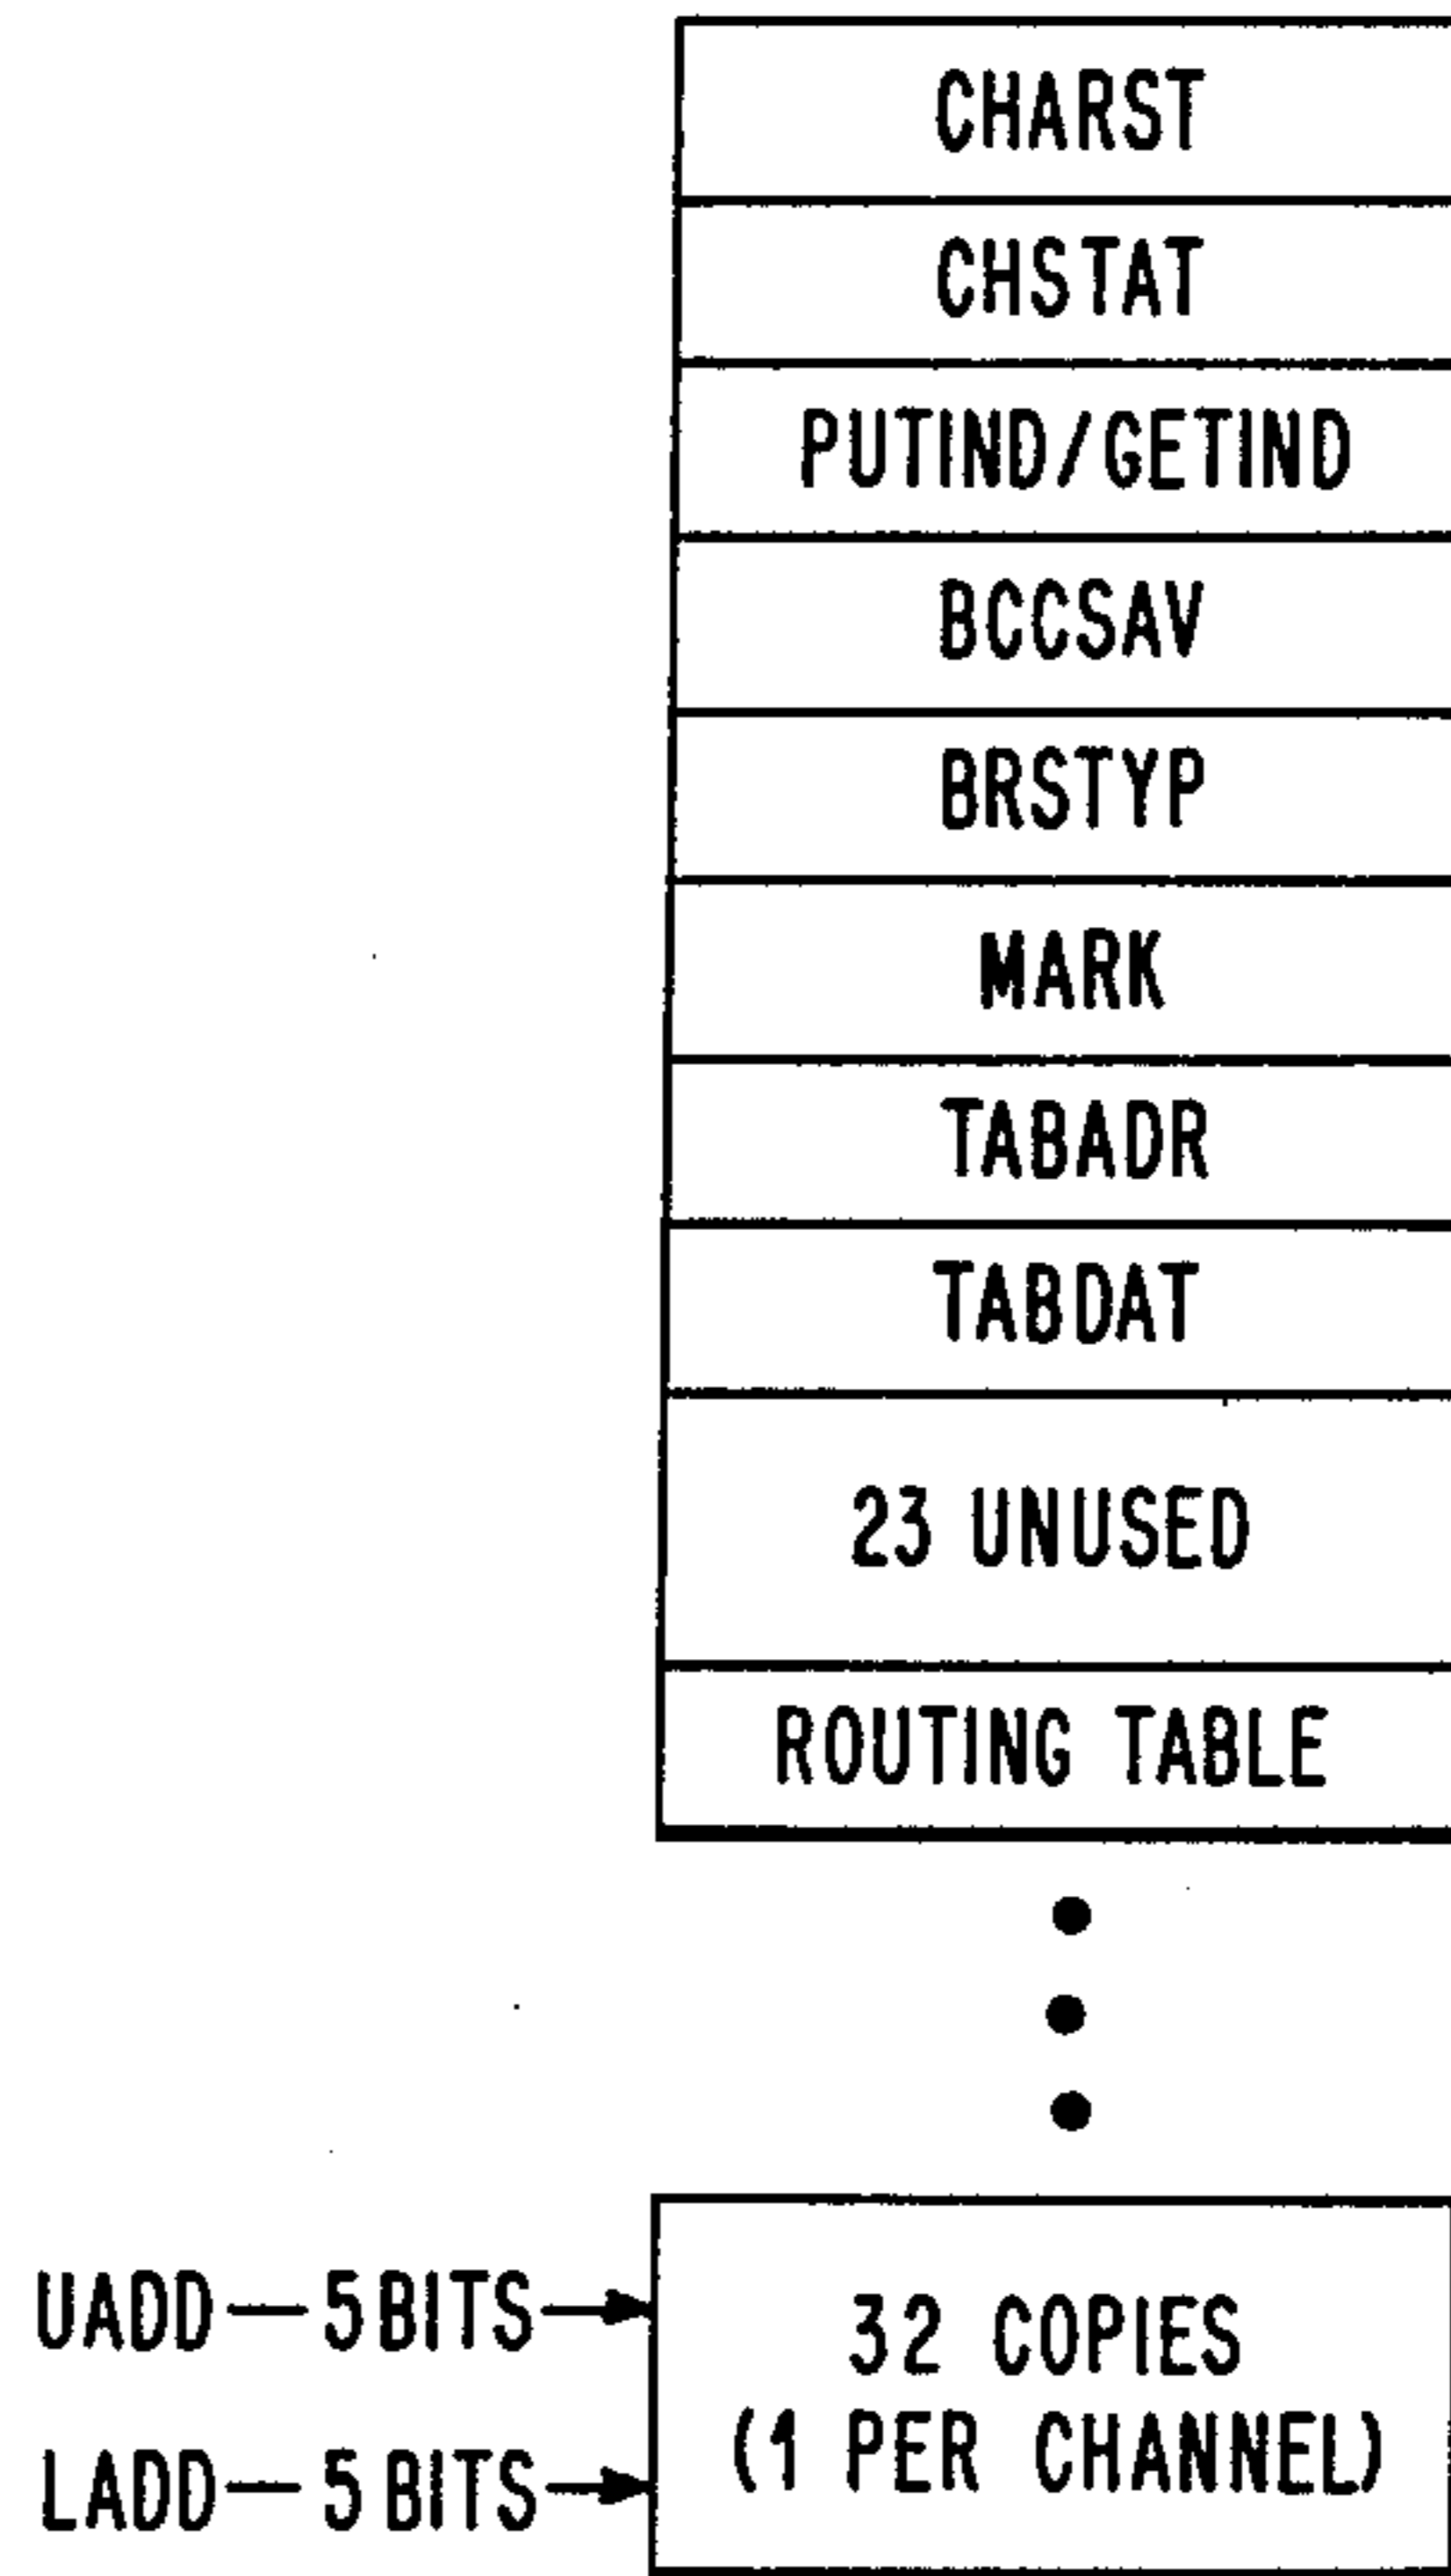 CHARST
CHSTAT
PUTIND/GETIND
BCCSAV
BRSTYP
MARK
TABADR
TABDAT
23 UNUSED
ROUTING TABLE
UADD—5 BITS
32 COPIES
(1 PER CHANNEL)
LADD—5 BITS